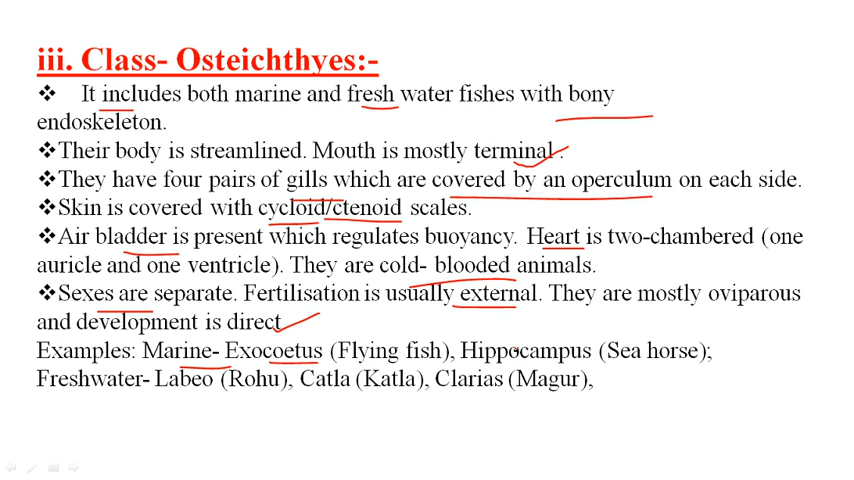 iii. Class- Osteichthyes:-
❖ It includes both marine and fresh water fishes with bony
endoskeleton.
❖Their body is streamlined. Mouth is mostly terminal .
❖They have four pairs of gills which are covered by an operculum on each side.
❖Skin is covered with cycloid/ctenoid scales.
❖Air bladder is present which regulates buoyancy. Heart is two-chambered (one
auricle and one ventricle). They are cold- blooded animals.
❖Sexes are separate. Fertilisation is usually external. They are mostly oviparous
and development is direct
Examples: Marine- Exocoetus (Flying fish), Hippocampus (Sea horse);
Freshwater- Labeo (Rohu), Catla (Katla), Clarias (Magur),